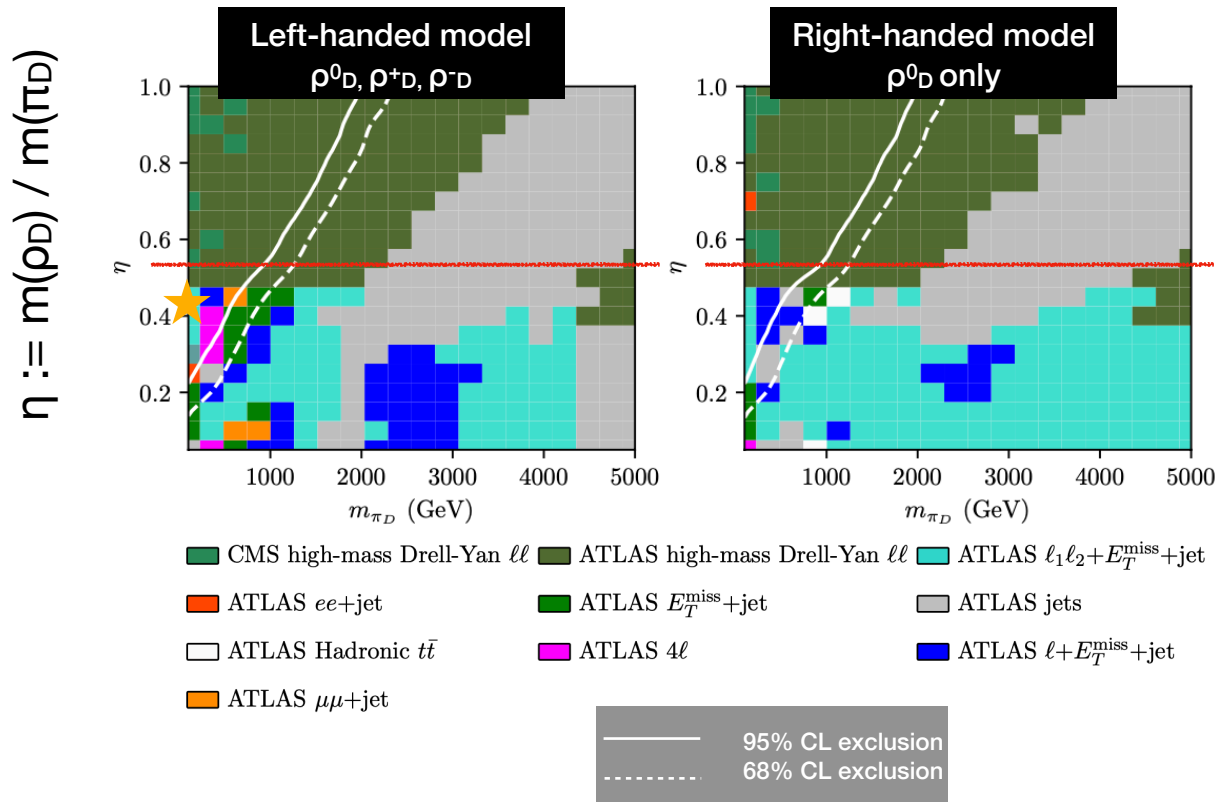 η := m(ρD) / m(πD)
Left-handed model
ρ⁰D, ρ⁺D, ρ⁻D
Right-handed model
ρ⁰D only
1.0
0.8
0.6
0.4
0.2
η
1000 2000 3000 4000 5000
m_{π_D} (GeV)
1.0
0.8
0.6
0.4
0.2
η
1000 2000 3000 4000 5000
m_{π_D} (GeV)
CMS high-mass Drell-Yan ℓℓ
ATLAS high-mass Drell-Yan ℓℓ
ATLAS ℓ₁ℓ₂+E_T^{miss}+jet
ATLAS ee+jet
ATLAS E_T^{miss}+jet
ATLAS jets
ATLAS Hadronic tt̄
ATLAS 4ℓ
ATLAS ℓ+E_T^{miss}+jet
ATLAS μμ+jet
95% CL exclusion
68% CL exclusion